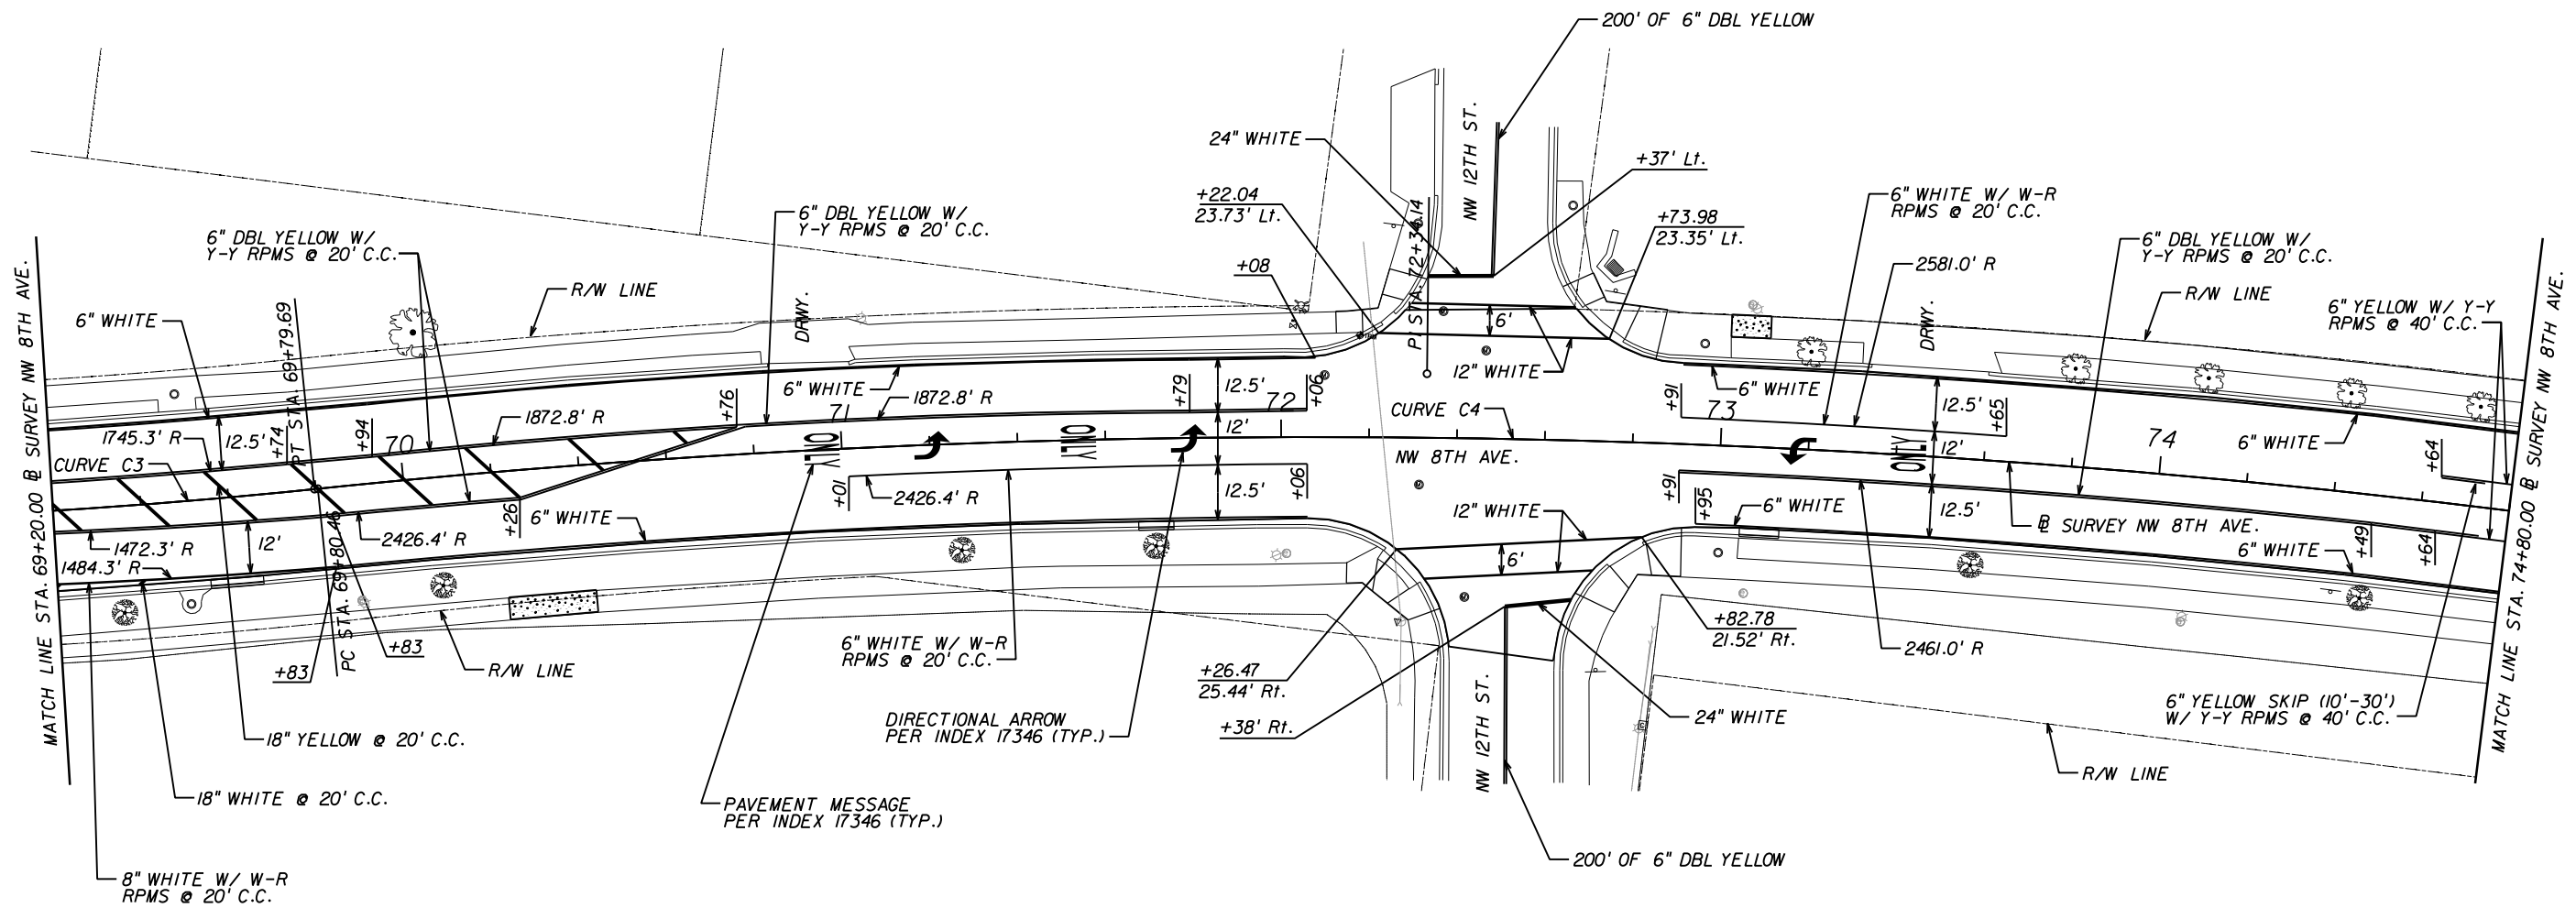 200' OF 6" DBL YELLOW
24" WHITE
NW 12TH ST.
+37' Lt.
+22.04
23.73' Lt.
6" WHITE W/ W-R
RPMS @ 20' C.C.
+73.98
23.35' Lt.
6" DBL YELLOW W/
Y-Y RPMS @ 20' C.C.
6" DBL YELLOW W/
Y-Y RPMS @ 20' C.C.
6" DBL YELLOW W/
Y-Y RPMS @ 20' C.C.
+08
2581.0' R
R/W LINE
R/W LINE
6" YELLOW W/ Y-Y
RPMS @ 40' C.C.
6" WHITE
PT STA. 69+79.69
DRWY.
PI STA. 72+34.14
6'
DRWY.
12" WHITE
6" WHITE
6" WHITE
12.5'
+79
+06
+91
12.5'
+65
1872.8' R
1872.8' R
+76
71
72
CURVE C4
73
74
6" WHITE
1745.3' R
12.5'
+74
+94
70
12'
12'
CURVE C3
ONLY
ONLY
NW 8TH AVE.
ONLY
+64
+01
2426.4' R
12.5'
+06
+91
+95
6" WHITE
12.5'
2426.4' R
+26
6" WHITE
12" WHITE
℄ SURVEY NW 8TH AVE.
1472.3' R
12'
6'
6" WHITE
+49
+64
1484.3' R
PC STA. 69+80.46
+83
+83
R/W LINE
6" WHITE W/ W-R
RPMS @ 20' C.C.
+26.47
25.44' Rt.
+82.78
21.52' Rt.
2461.0' R
+38' Rt.
24" WHITE
6" YELLOW SKIP (10'-30')
W/ Y-Y RPMS @ 40' C.C.
DIRECTIONAL ARROW
PER INDEX 17346 (TYP.)
NW 12TH ST.
18" YELLOW @ 20' C.C.
R/W LINE
18" WHITE @ 20' C.C.
PAVEMENT MESSAGE
PER INDEX 17346 (TYP.)
200' OF 6" DBL YELLOW
8" WHITE W/ W-R
RPMS @ 20' C.C.
MATCH LINE STA. 69+20.00 ℄ SURVEY NW 8TH AVE.
MATCH LINE STA. 74+80.00 ℄ SURVEY NW 8TH AVE.